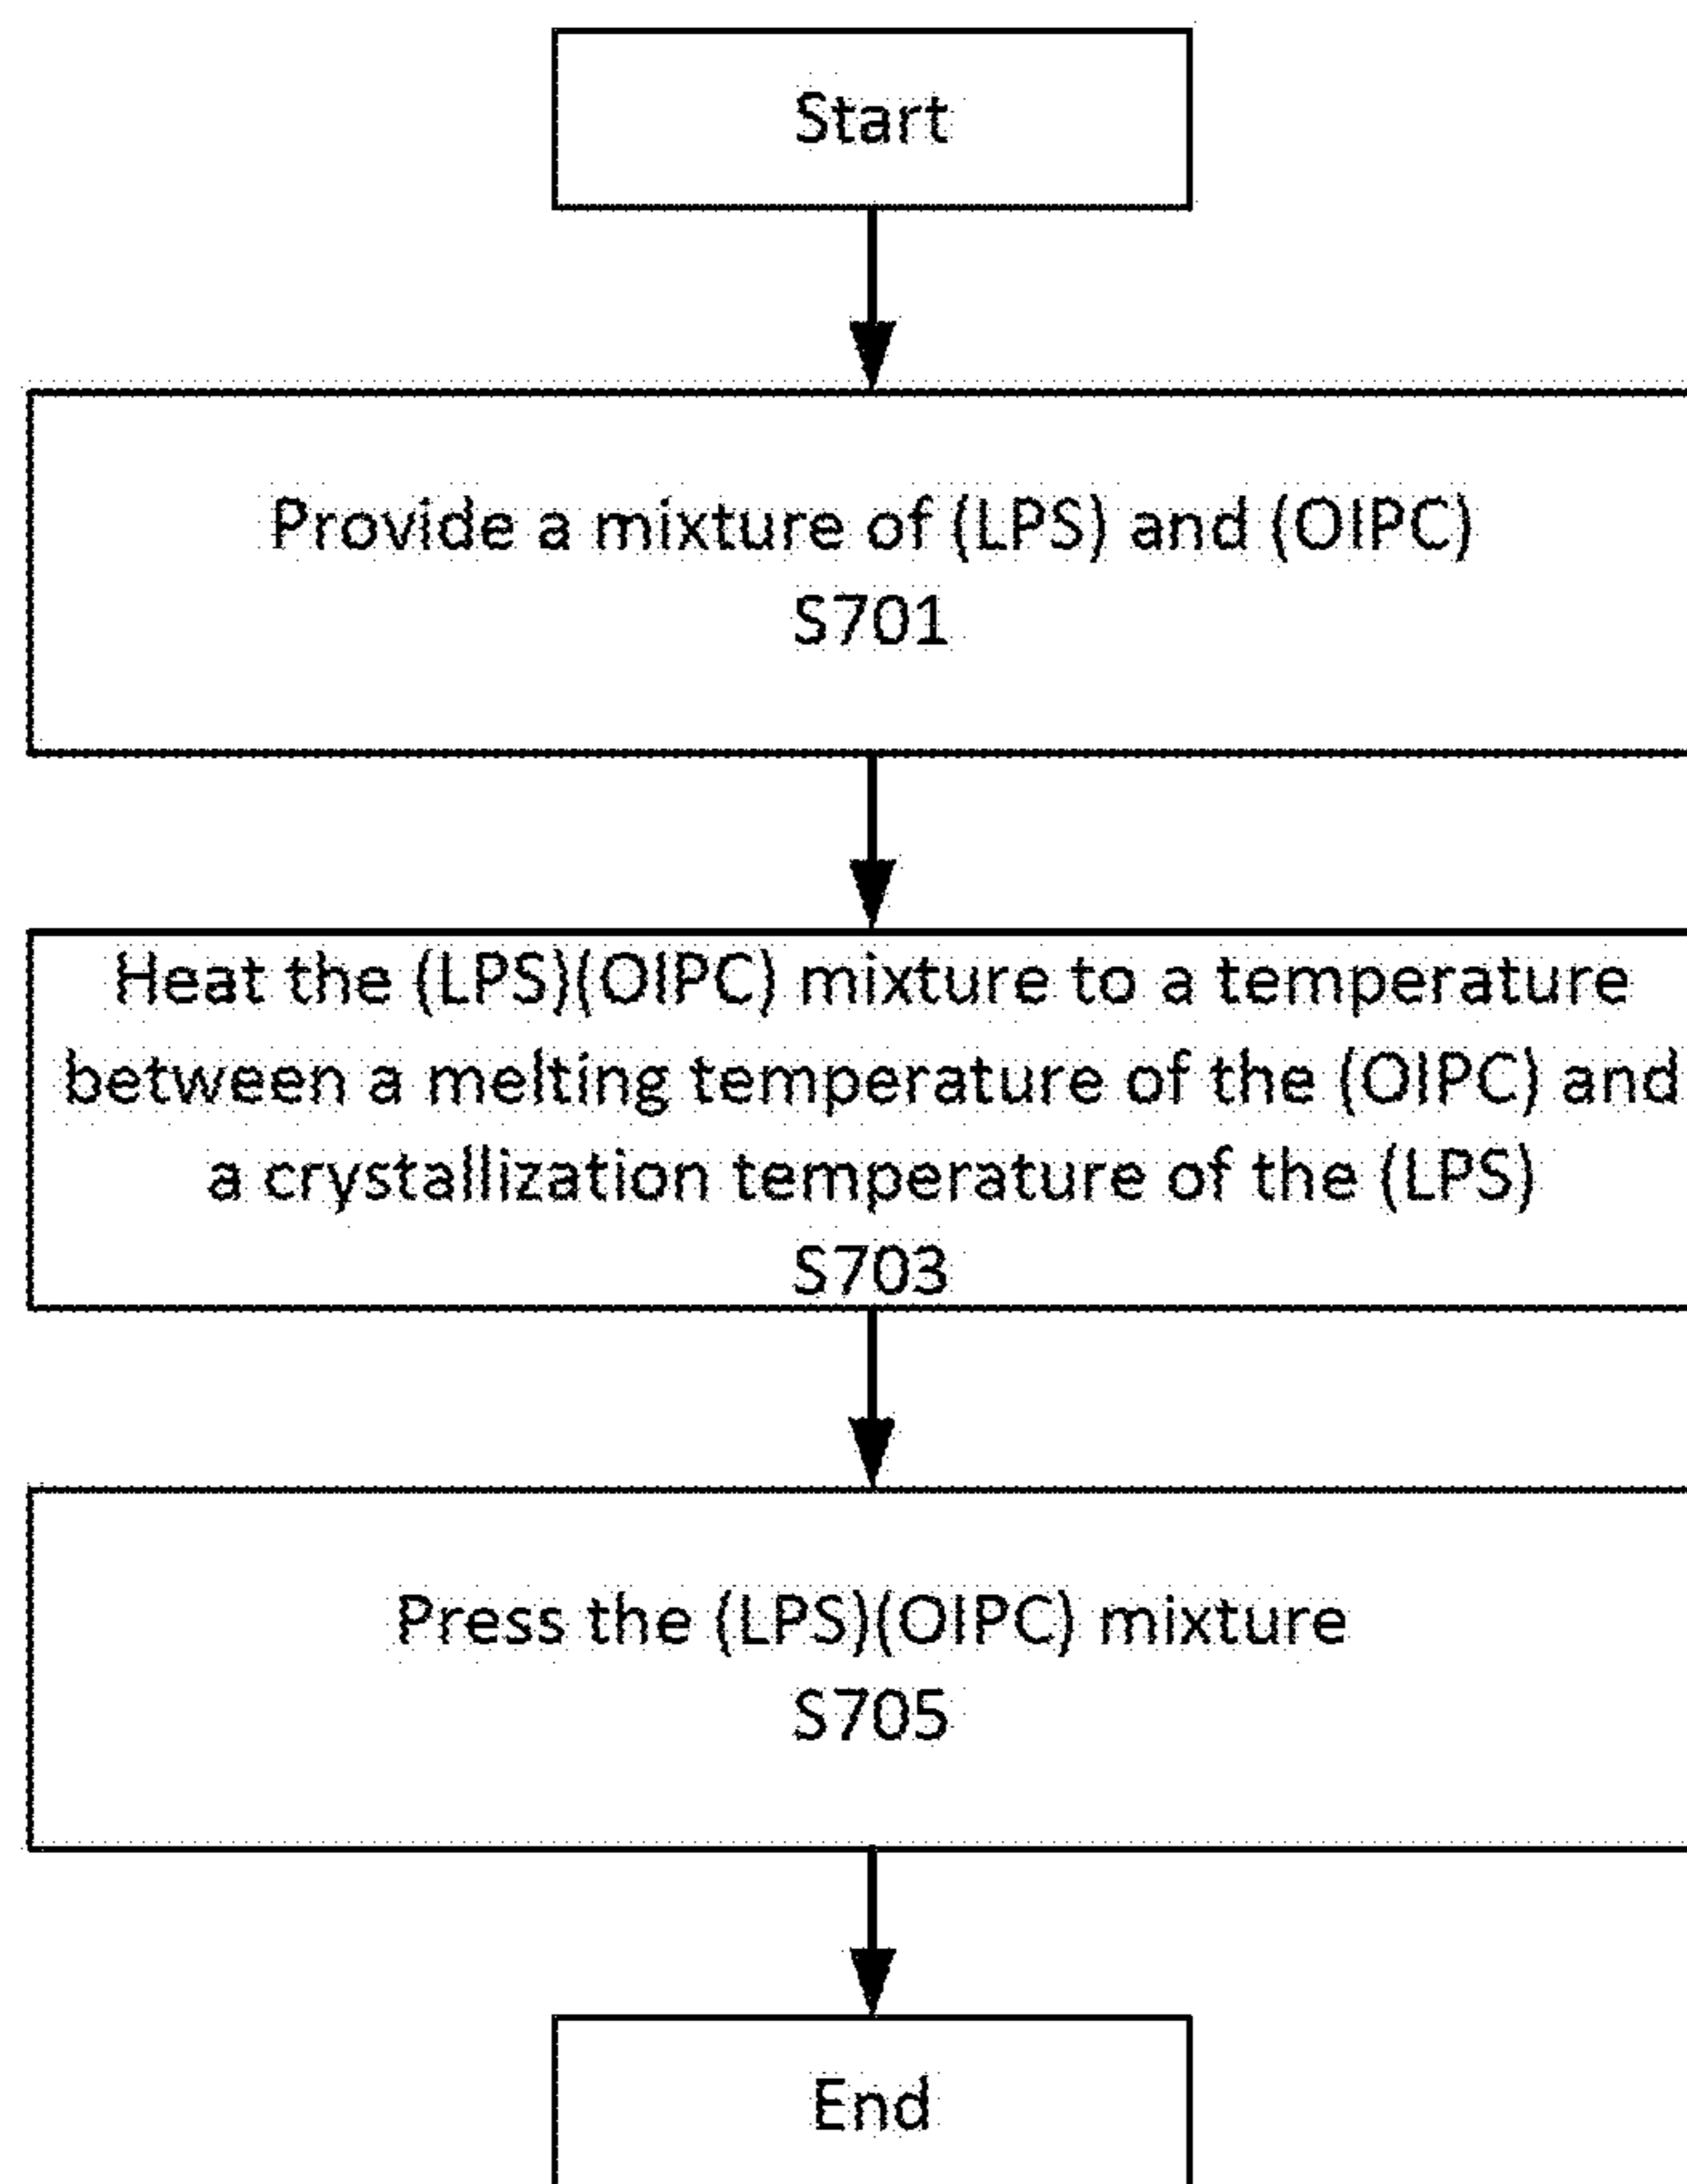 Start
Provide a mixture of (LPS) and (OIPC)
S701
Heat the (LPS)(OIPC) mixture to a temperature
between a melting temperature of the (OIPC) and
a crystallization temperature of the (LPS)
S703
Press the (LPS)(OIPC) mixture
S705
End